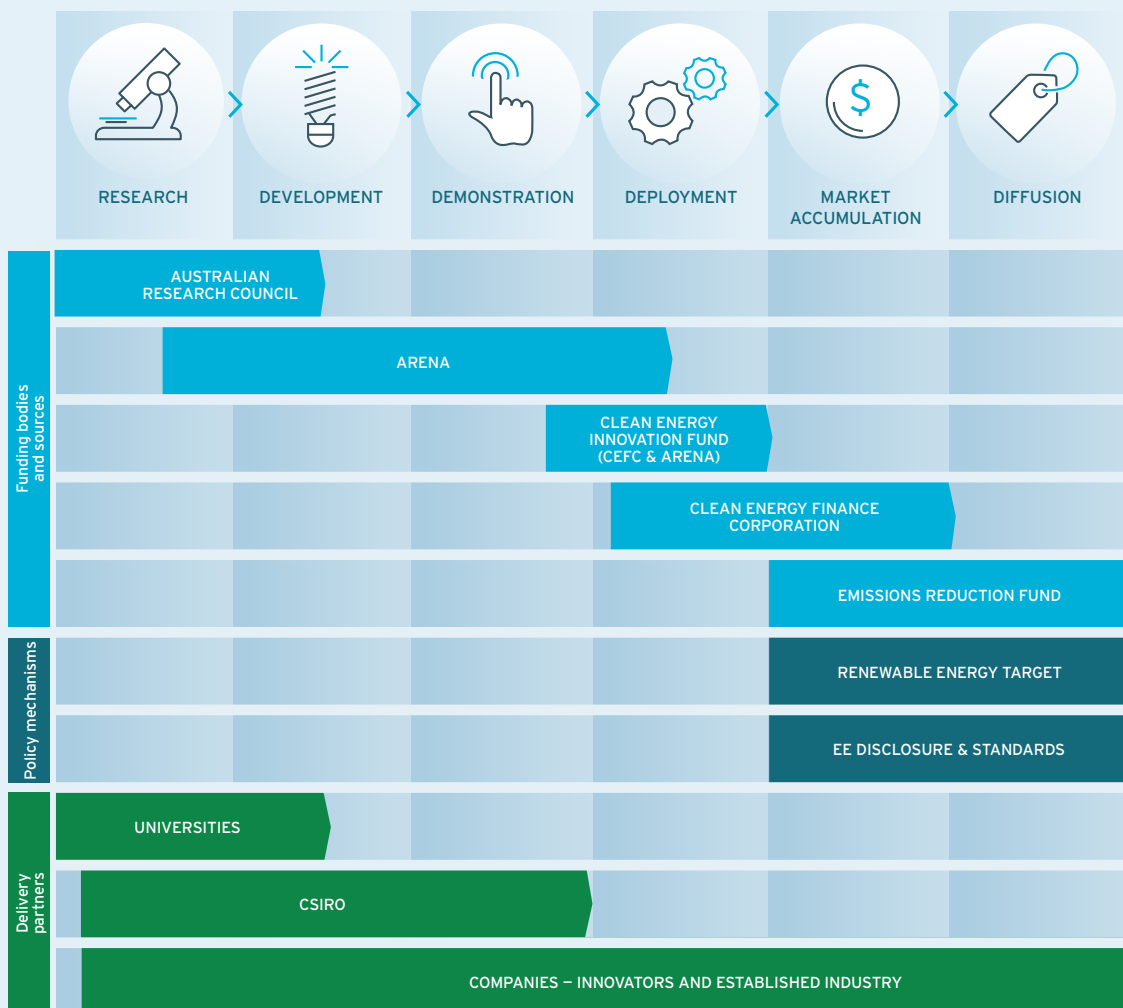 RESEARCH
DEVELOPMENT
DEMONSTRATION
DEPLOYMENT
MARKET
ACCUMULATION
DIFFUSION
Funding bodies
and sources
AUSTRALIAN
RESEARCH COUNCIL
ARENA
CLEAN ENERGY
INNOVATION FUND
(CEFC & ARENA)
CLEAN ENERGY FINANCE
CORPORATION
EMISSIONS REDUCTION FUND
Policy mechanisms
RENEWABLE ENERGY TARGET
EE DISCLOSURE & STANDARDS
Delivery
partners
UNIVERSITIES
CSIRO
COMPANIES – INNOVATORS AND ESTABLISHED INDUSTRY